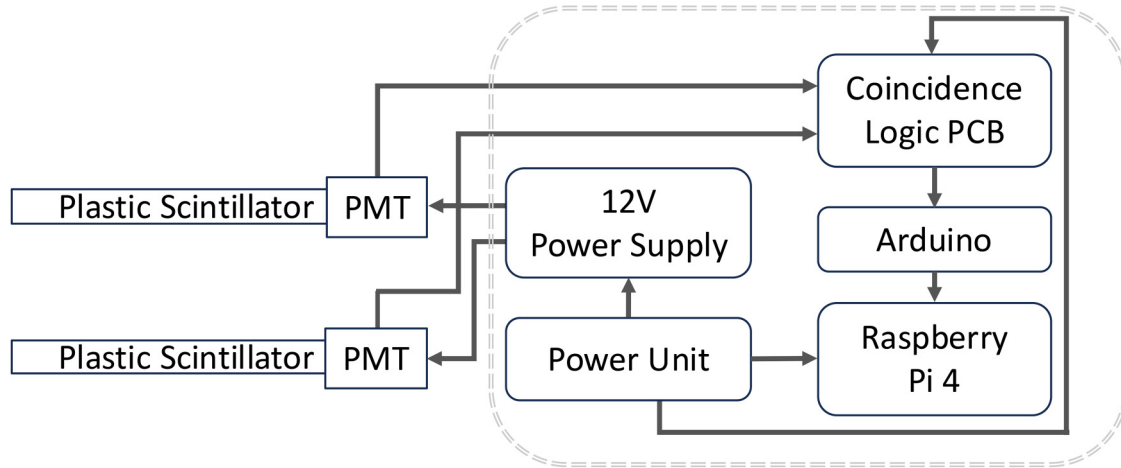 Coincidence
Logic PCB
Plastic Scintillator
PMT
12V
Power Supply
Arduino
Plastic Scintillator
PMT
Power Unit
Raspberry
Pi 4